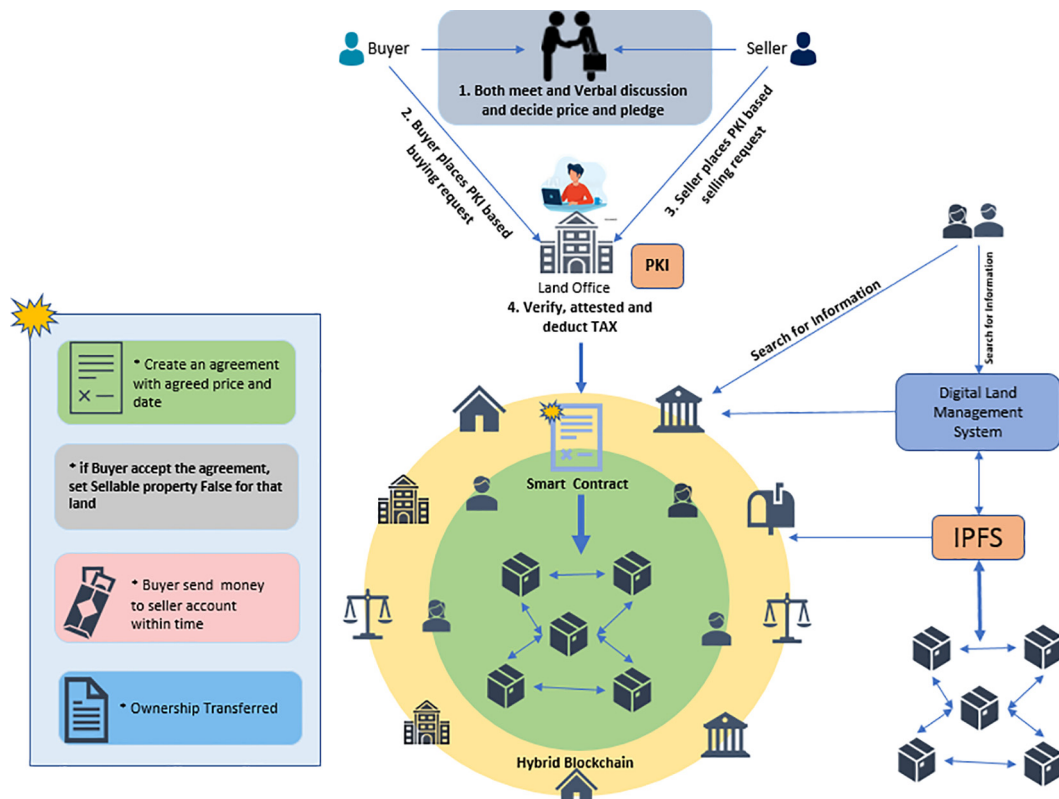 Buyer
Seller
1. Both meet and Verbal discussion
and decide price and pledge
2. Buyer places PKI based
buying request
3. Seller places PKI based
selling request
PKI
Land Office
4. Verify, attested and
deduct TAX
Search for Information
Search for Information
Digital Land
Management
System
IPFS
* Create an agreement
with agreed price and
date
* if Buyer accept the agreement,
set Sellable property False for that
land
* Buyer send money
to seller account
within time
* Ownership Transferred
Smart Contract
Hybrid Blockchain